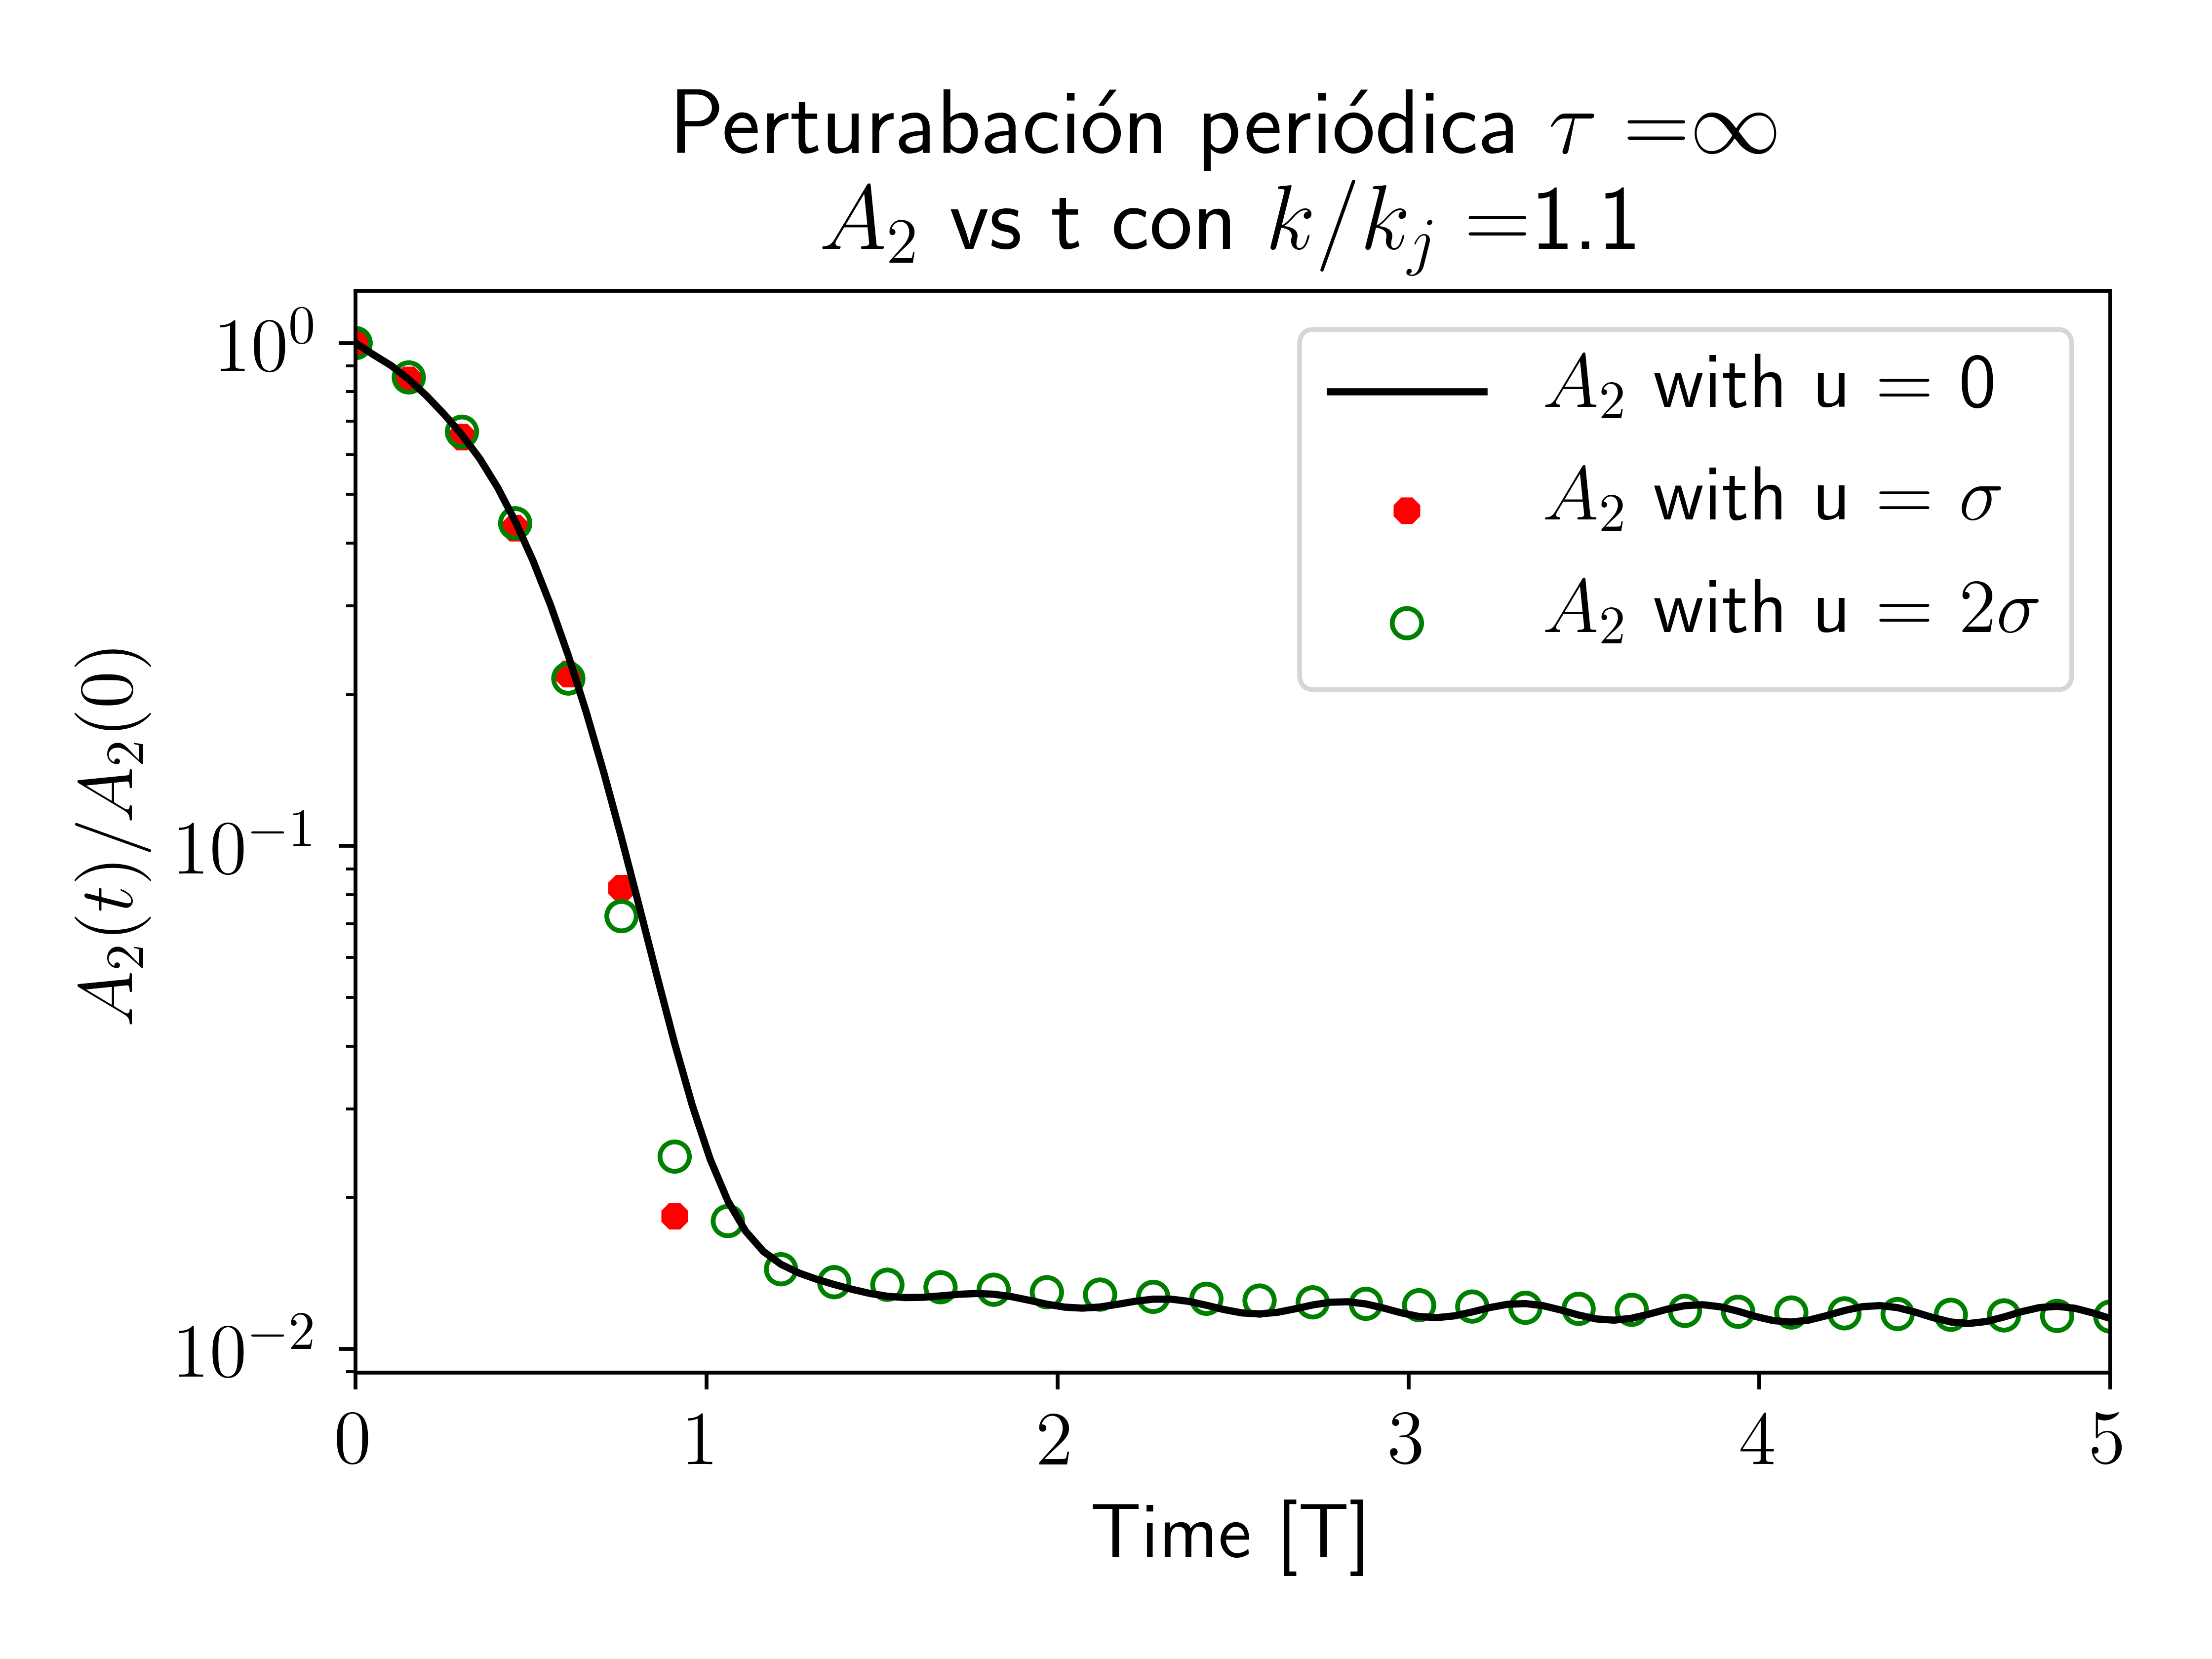 Perturabación periódica τ =∞
A₂ vs t con k/kⱼ =1.1
A₂(t)/A₂(0)
10⁰
10⁻¹
10⁻²
A₂ with u = 0
A₂ with u = σ
A₂ with u = 2σ
0 1 2 3 4 5
Time [T]